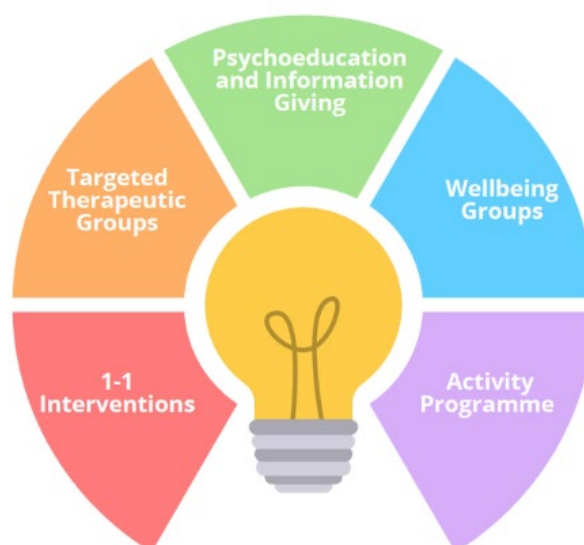 Psychoeducation
and Information
Giving
Targeted
Therapeutic
Groups
Wellbeing
Groups
1-1
Interventions
Activity
Programme